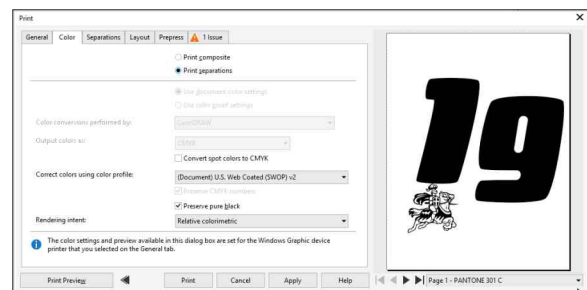 Print
General Color Separations Layout Prepress 1 Issue
Print composite
Print separations
Use document color settings
Use color proof settings
Color conversions performed by: CorelDRAW
Output colors as: CMYK
Convert spot colors to CMYK
Correct colors using color profile: (Document) U.S. Web Coated (SWOP) v2
Preserve CMYK numbers
Preserve pure black
Rendering intent: Relative colorimetric
The color settings and preview available in this dialog box are set for the Windows Graphic device
printer that you selected on the General tab.
Print Preview Print Cancel Apply Help
19
Page 1 - PANTONE 301 C